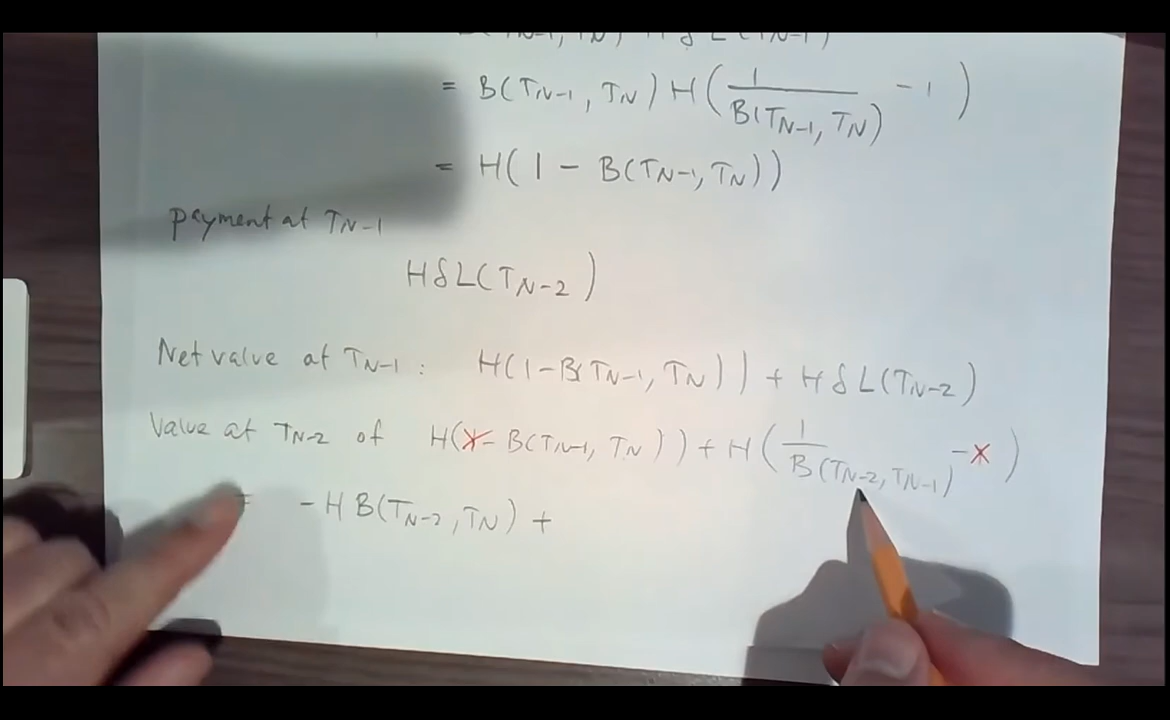 = B(TN-1, TN) H(1/B(TN-1, TN) - 1)
= H(1 - B(TN-1, TN))
payment at TN-1
HδL(TN-2)
Net value at TN-1 : H(1-B(TN-1, TN)) + HδL(TN-2)
Value at TN-2 of H(1-B(TN-1, TN)) + H(1/B(TN-2, TN-1) -1)
= -HB(TN-2, TN) +